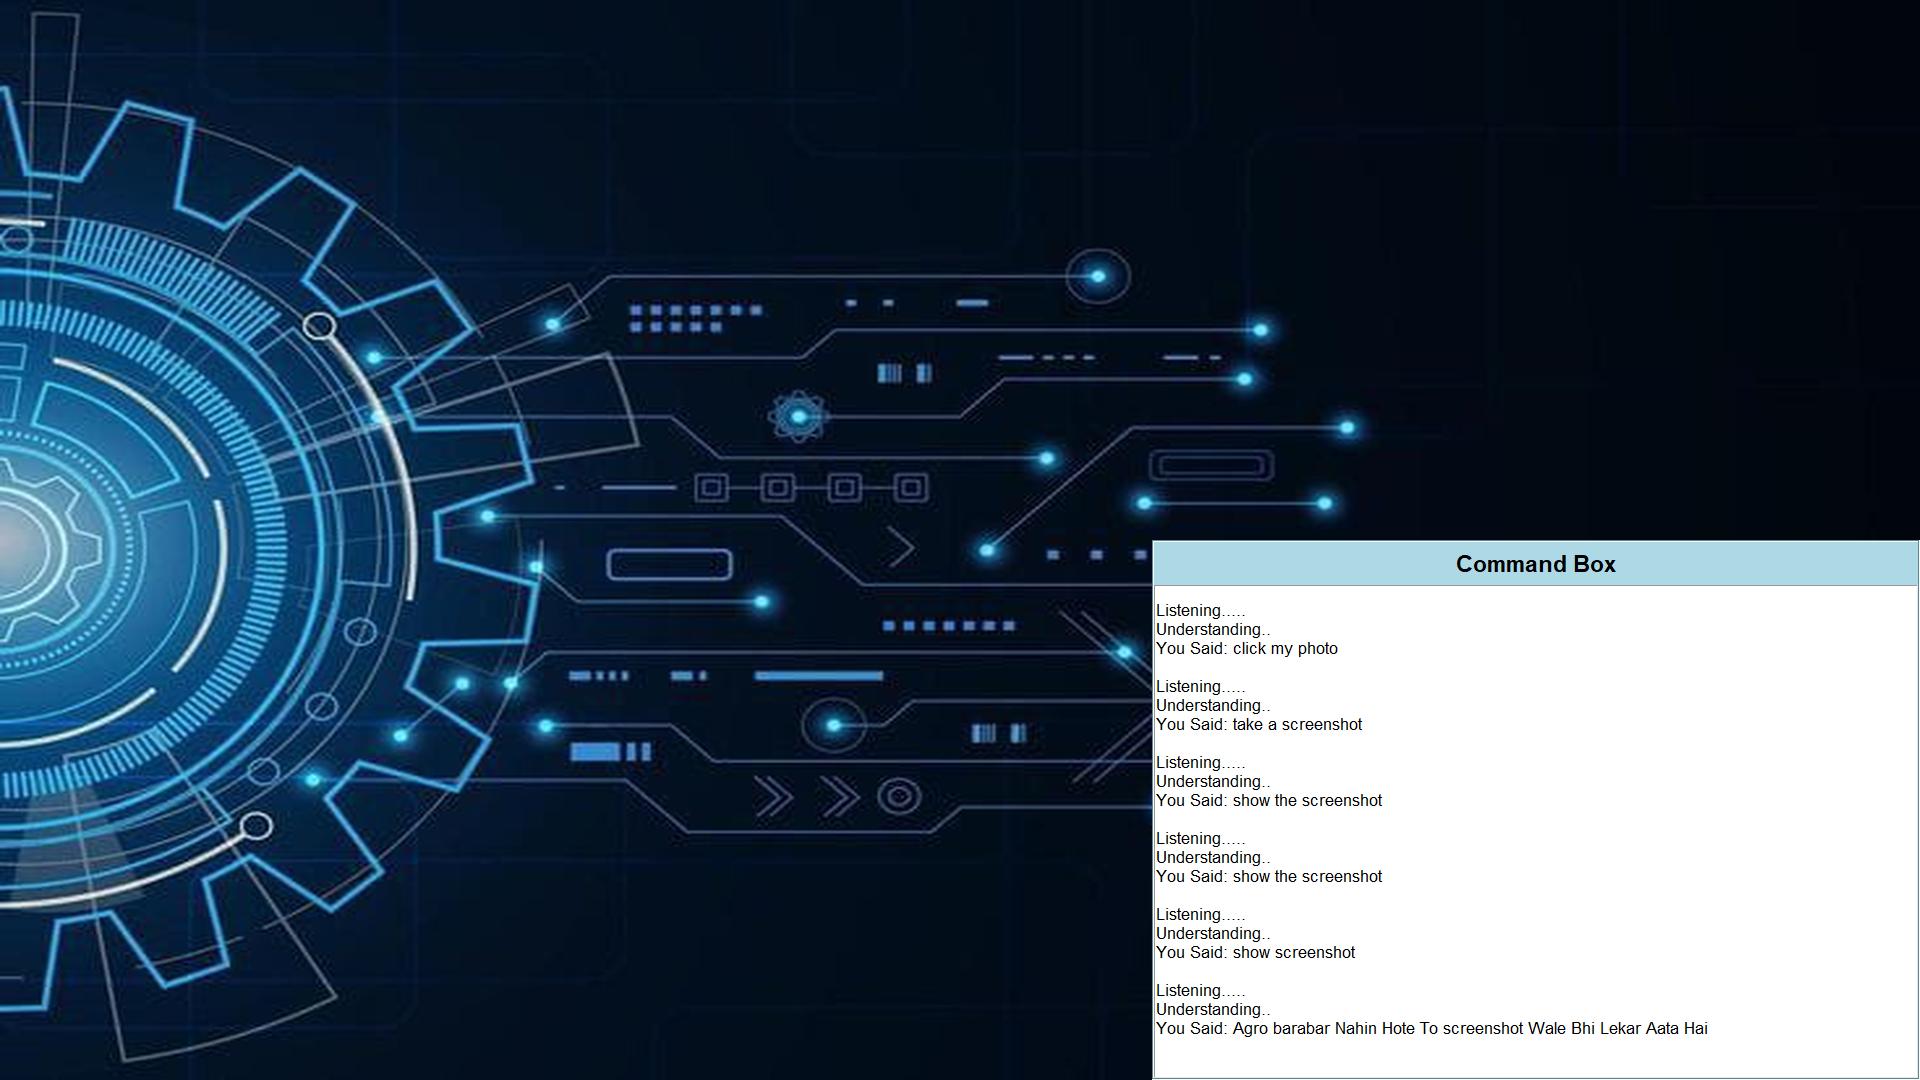 Command Box
Listening.....
Understanding..
You Said: click my photo
Listening.....
Understanding..
You Said: take a screenshot
Listening.....
Understanding..
You Said: show the screenshot
Listening.....
Understanding..
You Said: show the screenshot
Listening.....
Understanding..
You Said: show screenshot
Listening.....
Understanding..
You Said: Agro barabar Nahin Hote To screenshot Wale Bhi Lekar Aata Hai